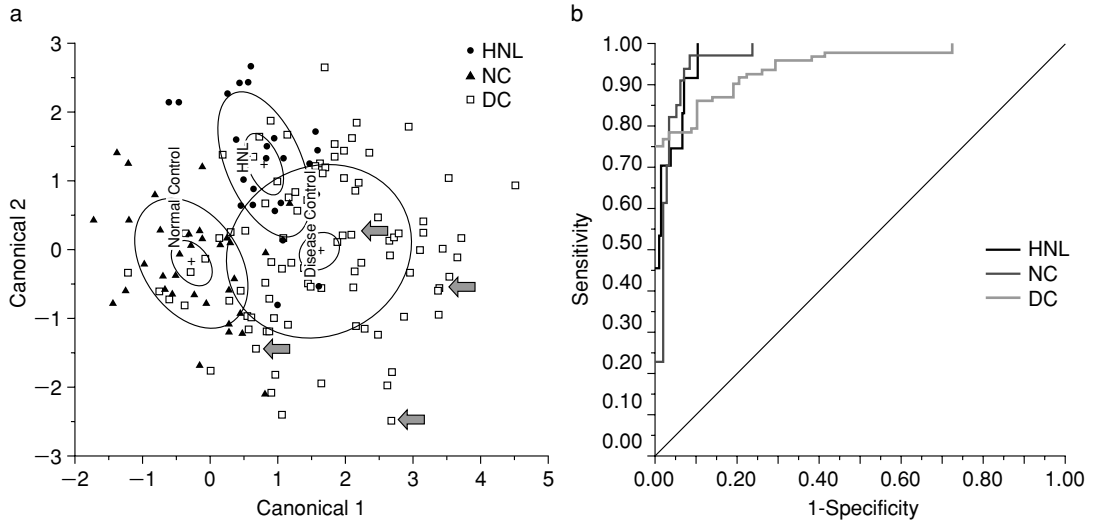 a
3
2
1
0
−1
−2
−3
Canonical 2
−2
−1
0
1
2
3
4
5
Canonical 1
HNL
NC
DC
Normal Control
HNL
Disease Control
b
1.00
0.90
0.80
0.70
0.60
0.50
0.40
0.30
0.20
0.10
0.00
Sensitivity
0.00
0.20
0.40
0.60
0.80
1.00
1-Specificity
HNL
NC
DC